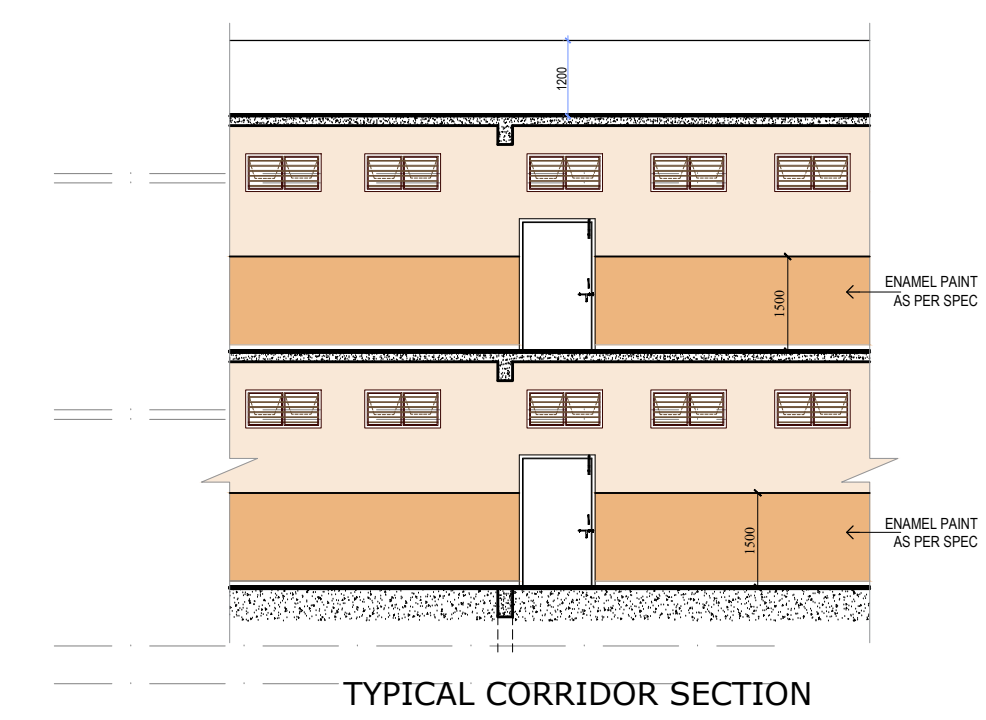 1200
ENAMEL PAINT
AS PER SPEC
1500
ENAMEL PAINT
AS PER SPEC
1500
TYPICAL CORRIDOR SECTION